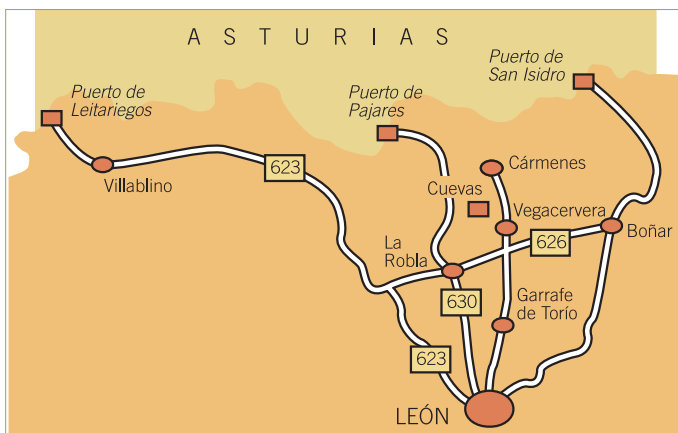 ASTURIAS
Puerto de
Leitariegos
Puerto de
Pajares
Puerto de
San Isidro
Villablino
623
Cármenes
Cuevas
Vegacervera
Boñar
La
Robla
626
630
Garrafe
de Torío
623
LEÓN